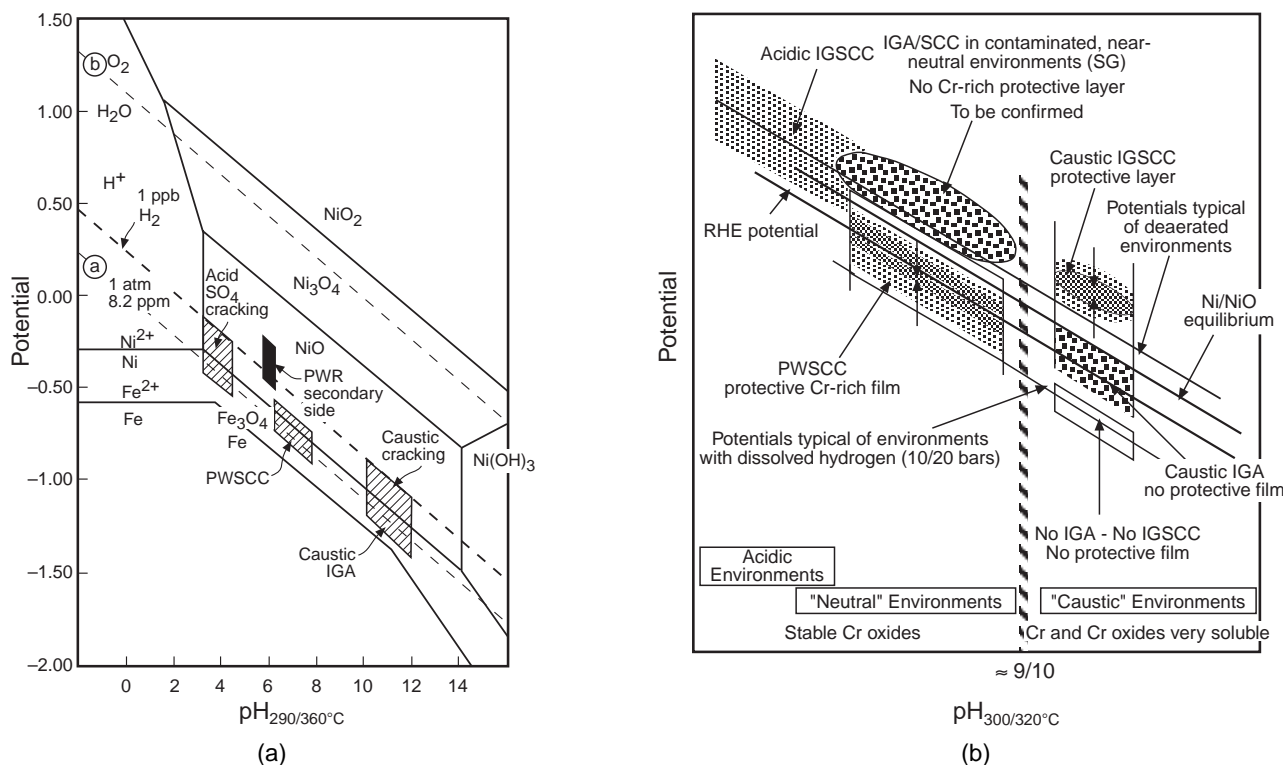 1.50
1.00
0.50
0.00
–0.50
–1.00
–1.50
–2.00
Potential
b
O2
H2O
H+
1 ppb
H2
a
1 atm
8.2 ppm
Acid
SO4
cracking
NiO2
Ni3O4
NiO
PWR
secondary
side
Ni2+
Ni
Fe2+
Fe
Fe3O4
Fe
PWSCC
Caustic
cracking
Ni(OH)3
Caustic
IGA
0 2 4 6 8 10 12 14
pH290/360°C
(a)
Potential
Acidic IGSCC
IGA/SCC in contaminated, near-
neutral environments (SG)
No Cr-rich protective layer
To be confirmed
Caustic IGSCC
protective layer
Potentials typical
of deaerated
environments
RHE potential
Ni/NiO
equilibrium
PWSCC
protective Cr-rich film
Potentials typical of environments
with dissolved hydrogen (10/20 bars)
Caustic IGA
no protective film
No IGA - No IGSCC
No protective film
Acidic
Environments
"Neutral" Environments
"Caustic" Environments
Stable Cr oxides
Cr and Cr oxides very soluble
≈ 9/10
pH300/320°C
(b)